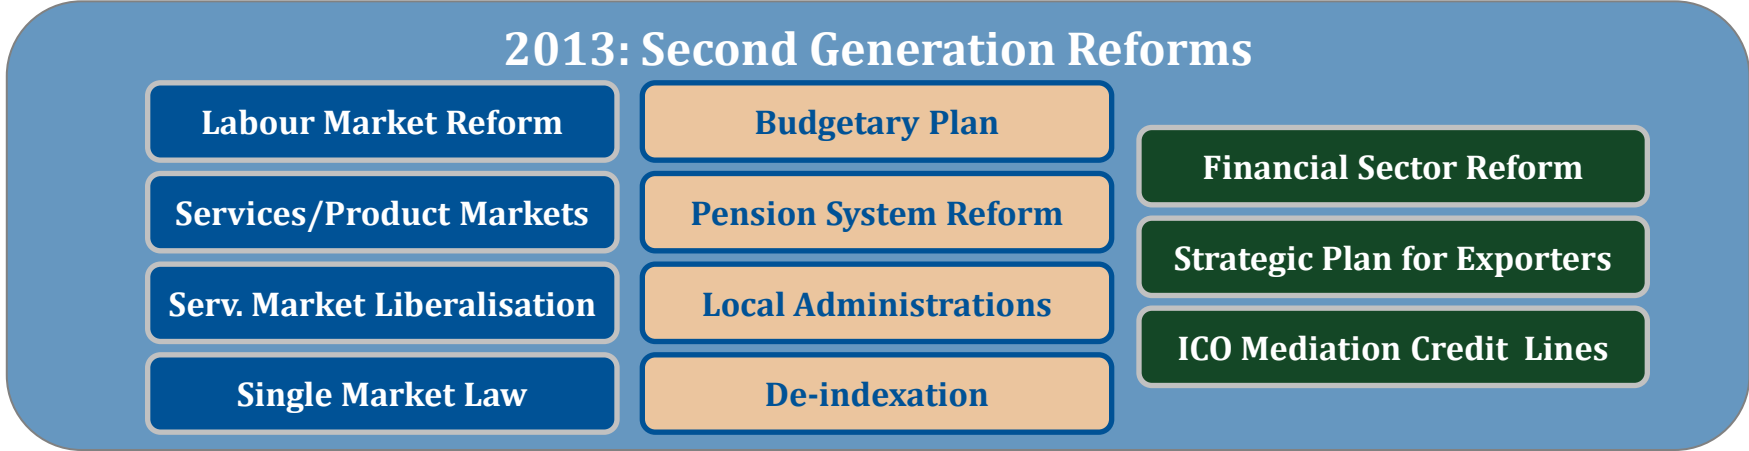 2013: Second Generation Reforms
Labour Market Reform
Services/Product Markets
Serv. Market Liberalisation
Single Market Law
Budgetary Plan
Pension System Reform
Local Administrations
De-indexation
Financial Sector Reform
Strategic Plan for Exporters
ICO Mediation Credit  Lines